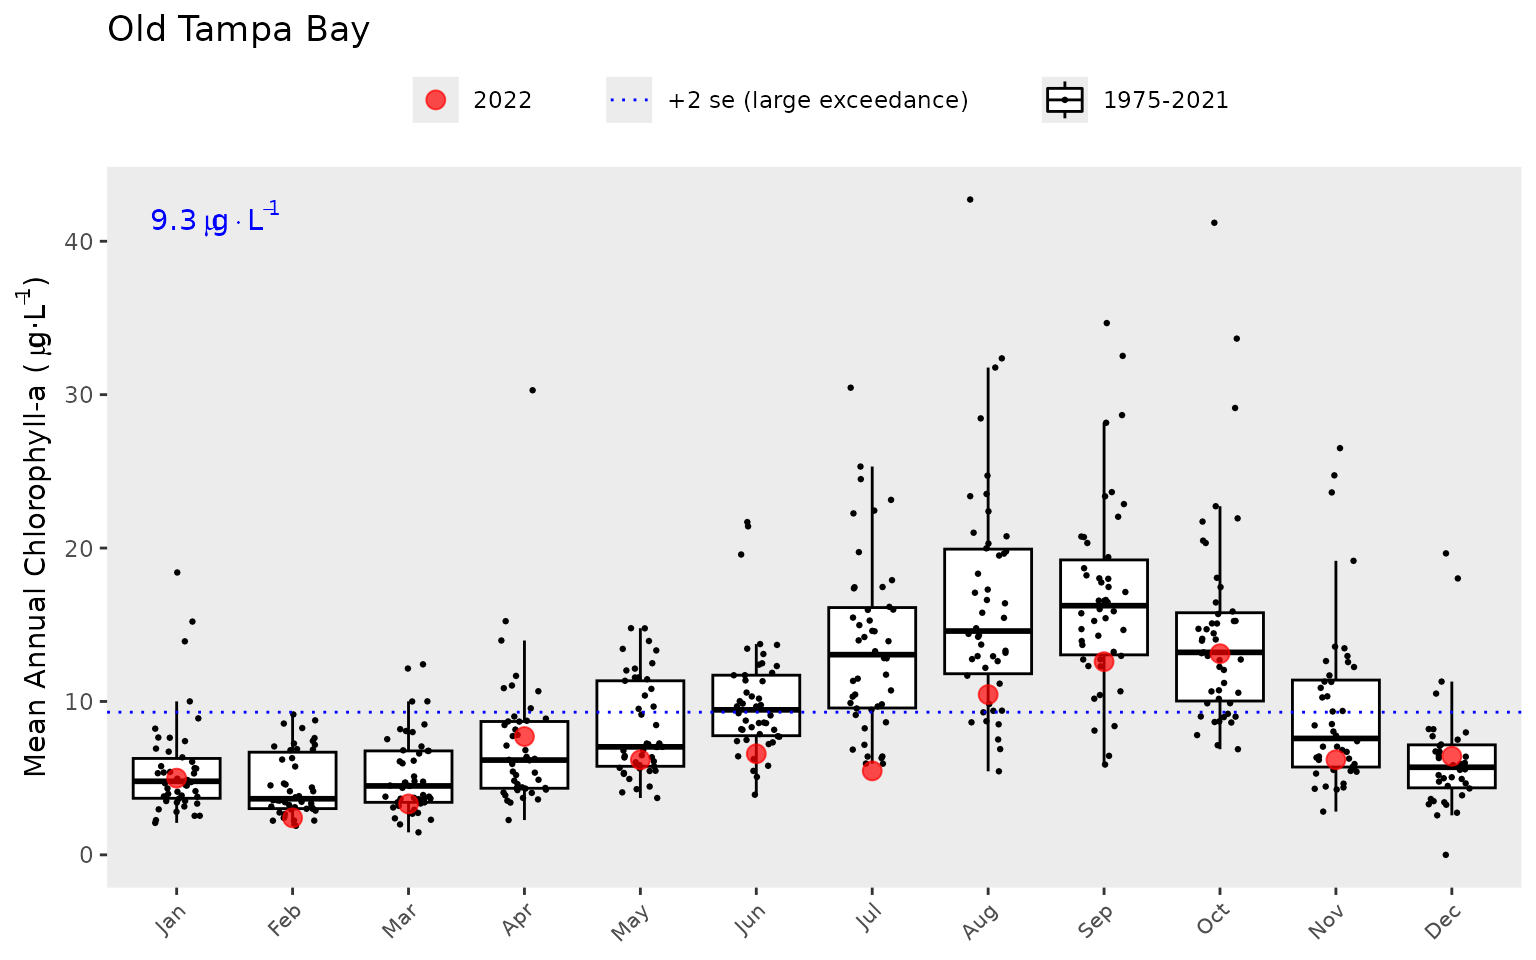 Old Tampa Bay
2022
+2 se (large exceedance)
1975-2021
9.3 μg·L⁻¹
Mean Annual Chlorophyll-a (μg·L⁻¹)
40
30
20
10
0
Jan
Feb
Mar
Apr
May
Jun
Jul
Aug
Sep
Oct
Nov
Dec